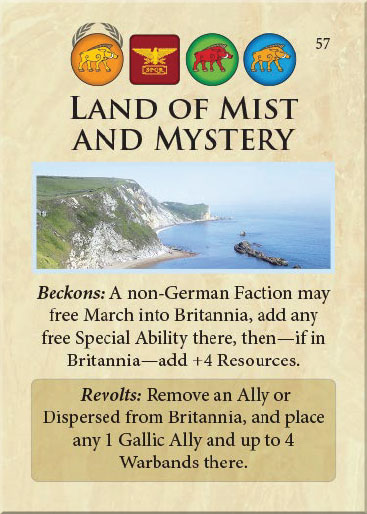 57
SPQR
LAND OF MIST
AND MYSTERY
Beckons: A non-German Faction may
free March into Britannia, add any
free Special Ability there, then—if in
Britannia—add +4 Resources.
Revolts: Remove an Ally or
Dispersed from Britannia, and place
any 1 Gallic Ally and up to 4
Warbands there.